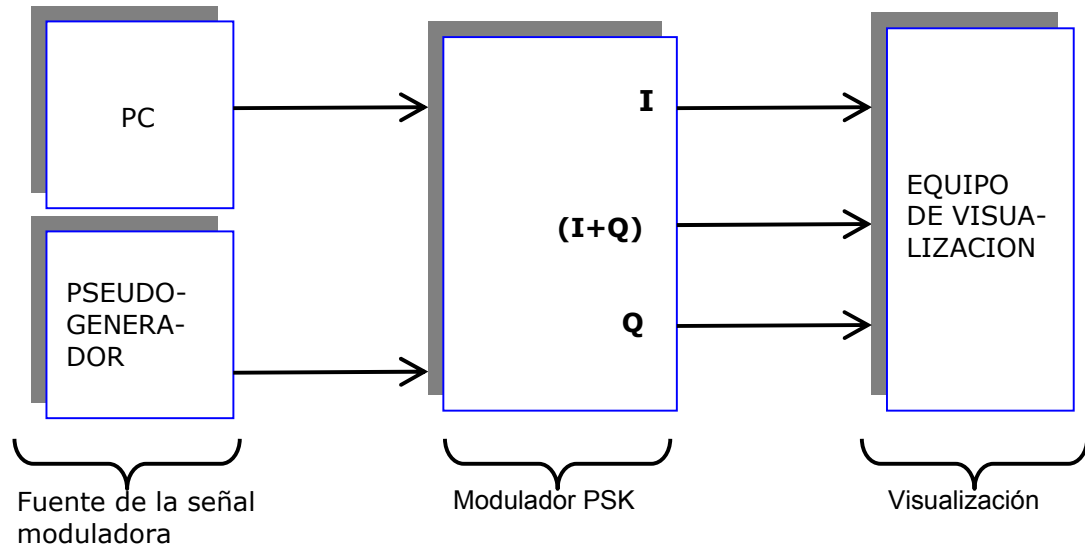 PC
PSEUDO-
GENERA-
DOR
I
(I+Q)
Q
EQUIPO
DE VISUA-
LIZACION
Fuente de la señal
moduladora
Modulador PSK
Visualización